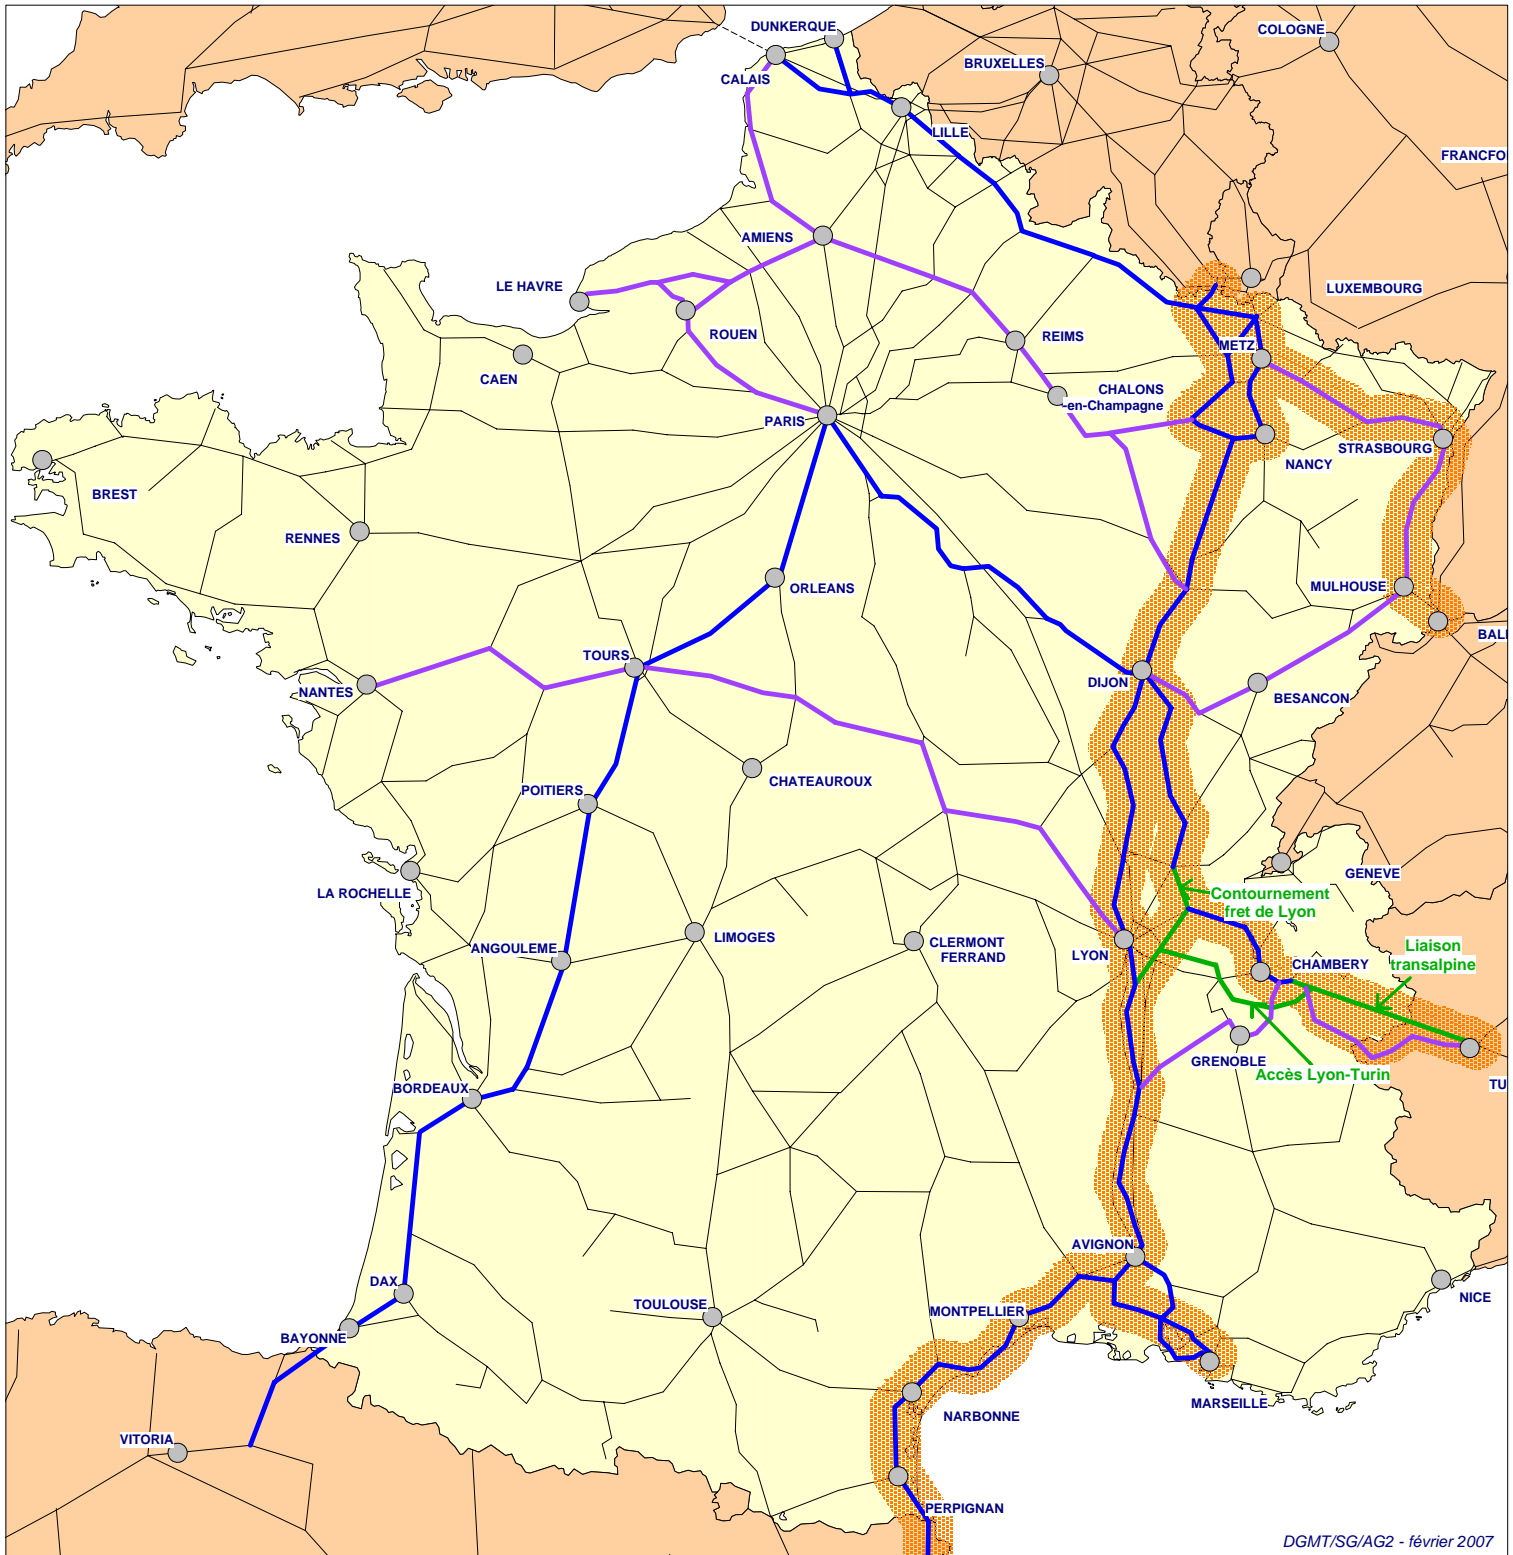 DUNKERQUE
COLOGNE
BRUXELLES
CALAIS
LILLE
FRANCFO
AMIENS
LE HAVRE
LUXEMBOURG
ROUEN
REIMS
METZ
CAEN
CHALONS
-en-Champagne
PARIS
STRASBOURG
NANCY
BREST
RENNES
ORLEANS
MULHOUSE
BALI
TOURS
DIJON
NANTES
BESANCON
CHATEAUROUX
POITIERS
GENEVE
LA ROCHELLE
Contournement
fret de Lyon
LIMOGES
ANGOULEME
CLERMONT
FERRAND
LYON
Liaison
transalpine
CHAMBERY
GRENOBLE
Accès Lyon-Turin
TU
BORDEAUX
AVIGNON
DAX
TOULOUSE
MONTPELLIER
NICE
BAYONNE
MARSEILLE
NARBONNE
VITORIA
PERPIGNAN
DGMT/SG/AG2 - février 2007